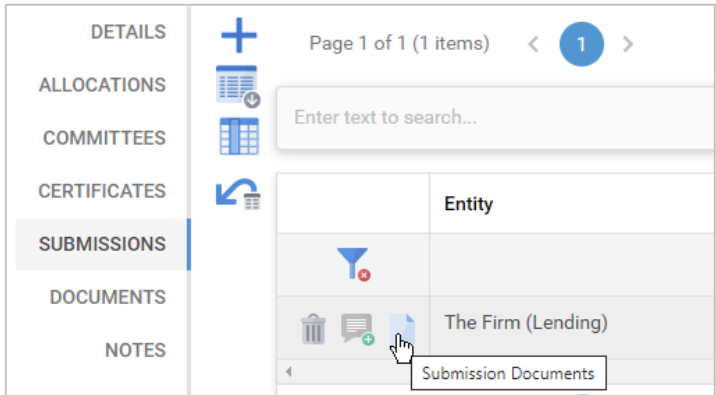 DETAILS
ALLOCATIONS
COMMITTEES
CERTIFICATES
SUBMISSIONS
DOCUMENTS
NOTES
Page 1 of 1 (1 items)
1
Enter text to search...
Entity
The Firm (Lending)
Submission Documents